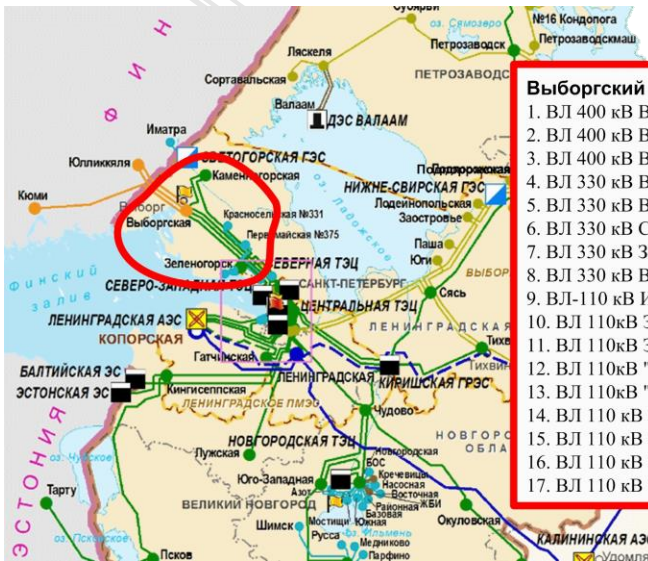 Субярви
№16 Кондопога
оз. Сямозеро
Петрозаводск
Петрозаводскмаш
Ляскеля
Сортавальская
ПЕТРОЗАВОДС
ФИН
Валаам
ДЭС ВАЛААМ
Иматра
СВЕТОГОРСКАЯ ГЭС
Юлликкяля
Каменногорская
оз. Ладожское
НИЖНЕ-СВИРСКАЯ ГЭС
Кюми
Выборг
Выборгская
Красносельская №331
Лодейнопольская
Заостровье
Первомайская №375
Паша
Юги
Финский
залив
Зеленогорск
СЕВЕРНАЯ ТЭЦ
ВЫБОР
СЕВЕРО-ЗАПАДНАЯ ТЭЦ
САНКТ-ПЕТЕРБУРГ
Сясь
ЦЕНТРАЛЬНАЯ ТЭЦ
ЛЕНИНГРАДСКАЯ АЭС
ЛЕНИНГРАДСКАЯ
КОПОРСКАЯ
Гатчинская
Тихв
Тихвин
БАЛТИЙСКАЯ ЭС
ЭСТОНСКАЯ ЭС
ЛЕНИНГРАДСКАЯ
КИРИШСКАЯ ГРЭС
Кингисеппская
ЛЕНИНГРАДСКОЕ ПМЭС
Чудово
ЭСТОНИЯ
оз. Чудское
НОВГОРОДСКАЯ ТЭЦ
НОВГОРО
ОБЛА
Лужская
Новгородская
БОС
Юго-Западная
Кречевицы
Насосная
Азот
Восточная
Тарту
ВЕЛИКИЙ НОВГОРОД
Районная
ЖБИ
Базовая
Мостищи
Южная
Шимск
Окуловская
Русса
оз. Ильмень
Медниково
Парфино
Псков
КАЛИНИНСКАЯ АЭС
Удомля
Выборгский
1. ВЛ 400 кВ В
2. ВЛ 400 кВ В
3. ВЛ 400 кВ В
4. ВЛ 330 кВ В
5. ВЛ 330 кВ В
6. ВЛ 330 кВ С
7. ВЛ 330 кВ З
8. ВЛ 330 кВ В
9. ВЛ-110 кВ И
10. ВЛ 110кВ З
11. ВЛ 110кВ З
12. ВЛ 110кВ "
13. ВЛ 110кВ "
14. ВЛ 110 кВ
15. ВЛ 110 кВ
16. ВЛ 110 кВ
17. ВЛ 110 кВ